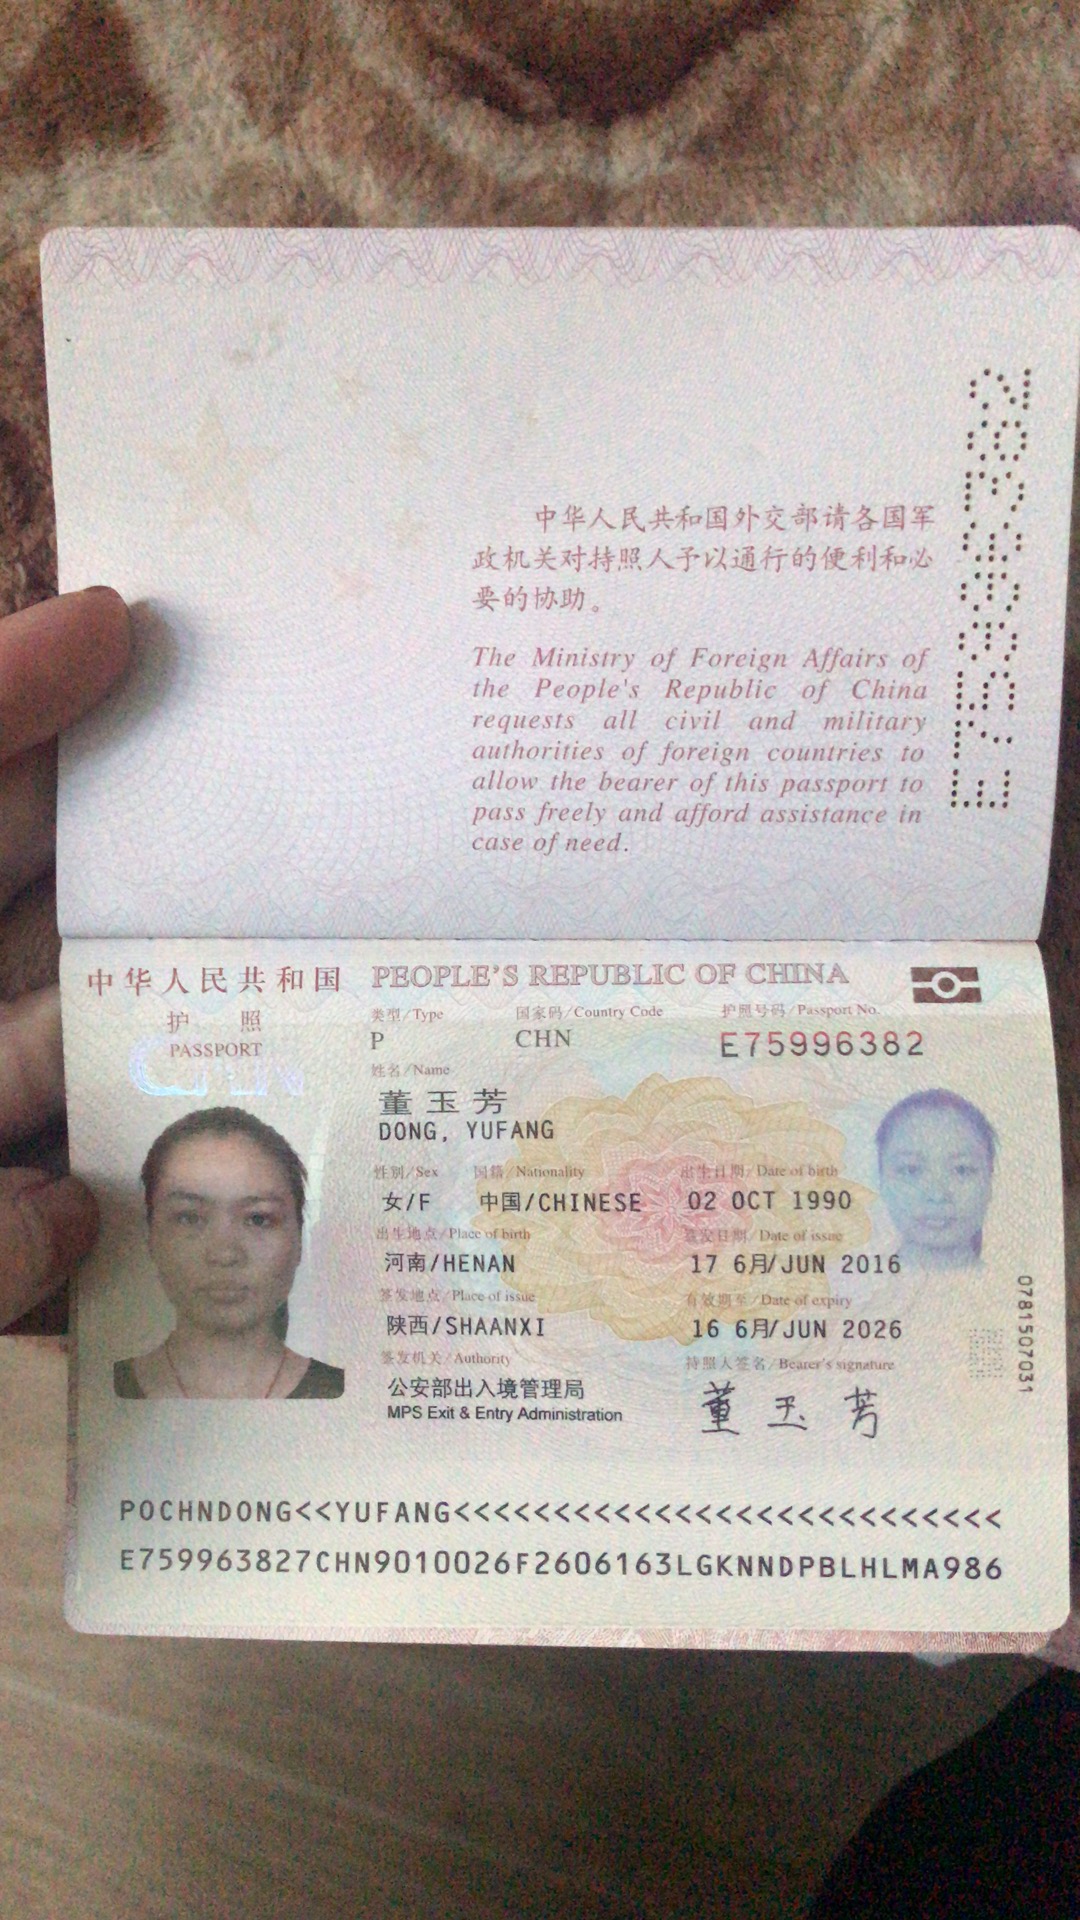 中华人民共和国外交部请各国军
政机关对持照人予以通行的便利和必
要的协助。
The Ministry of Foreign Affairs of
the People's Republic of China
requests all civil and military
authorities of foreign countries to
allow the bearer of this passport to
pass freely and afford assistance in
case of need.
E75996382
中华人民共和国 PEOPLE'S REPUBLIC OF CHINA
护 照
PASSPORT
类型/Type 国家码/Country Code 护照号码/Passport No.
P CHN E75996382
姓名/Name
董玉芳
DONG, YUFANG
性别/Sex 国籍/Nationality 出生日期/Date of birth
女/F 中国/CHINESE 02 OCT 1990
出生地点/Place of birth 签发日期/Date of issue
河南/HENAN 17 6月/JUN 2016
签发地点/Place of issue 有效期至/Date of expiry
陕西/SHAANXI 16 6月/JUN 2026
签发机关/Authority 持照人签名/Bearer's signature
公安部出入境管理局
MPS Exit & Entry Administration
董玉芳
0781507031
POCHNDONG<<YUFANG<<<<<<<<<<<<<<<<<<<<<<<<<<<
E759963827CHN9010026F2606163LGKNNDPBLHLMA986